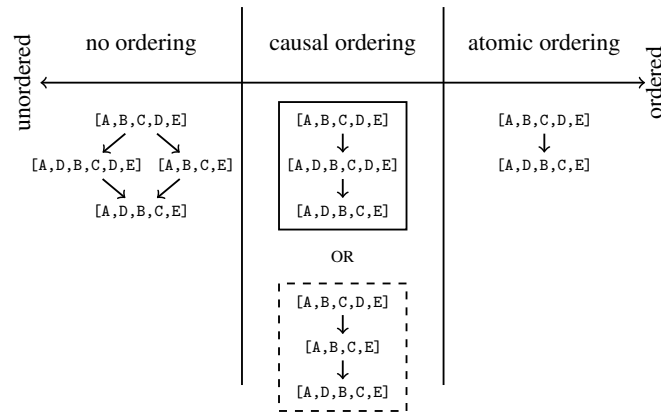 no ordering
causal ordering
atomic ordering
unordered
ordered
[A,B,C,D,E]
[A,D,B,C,D,E] [A,B,C,E]
[A,D,B,C,E]
[A,B,C,D,E]
[A,D,B,C,D,E]
[A,D,B,C,E]
OR
[A,B,C,D,E]
[A,B,C,E]
[A,D,B,C,E]
[A,B,C,D,E]
[A,D,B,C,E]